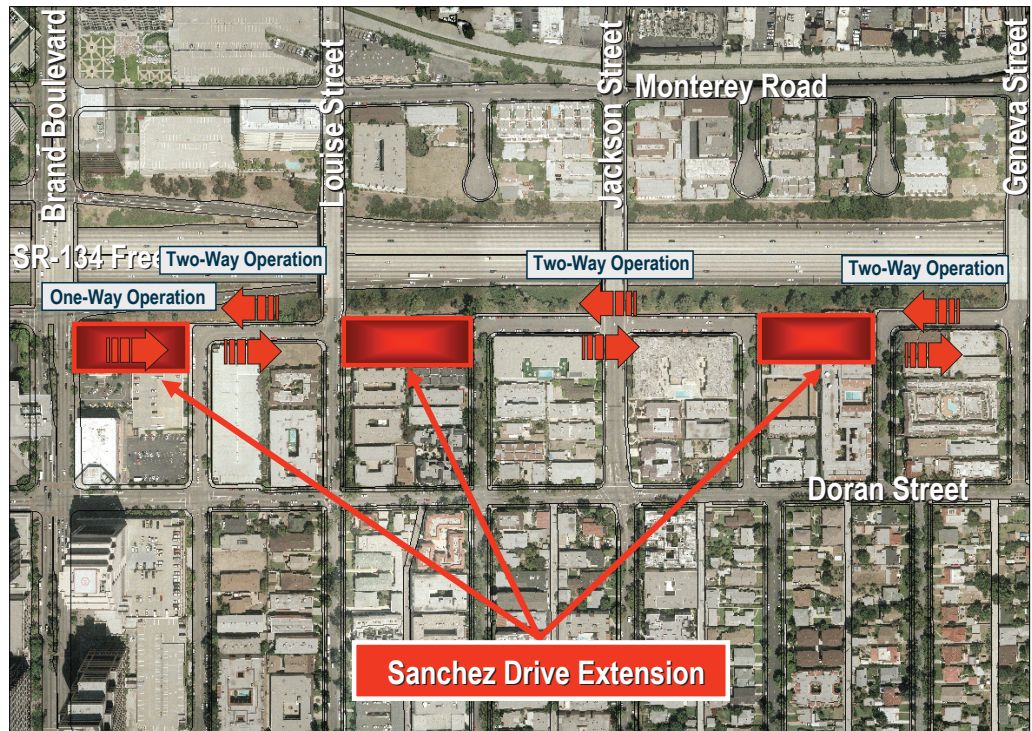 Brand Boulevard
Louise Street
Jackson Street
Monterey Road
Geneva Street
SR-134 Free
Two-Way Operation
Two-Way Operation
Two-Way Operation
One-Way Operation
Doran Street
Sanchez Drive Extension